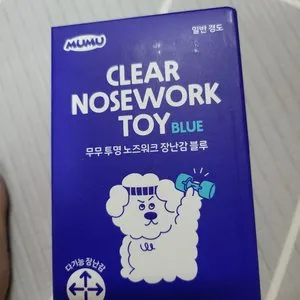 MUMU
일반 경도
CLEAR
NOSEWORK
TOY BLUE
무무 투명 노즈워크 장난감 블루
다기능 장난감